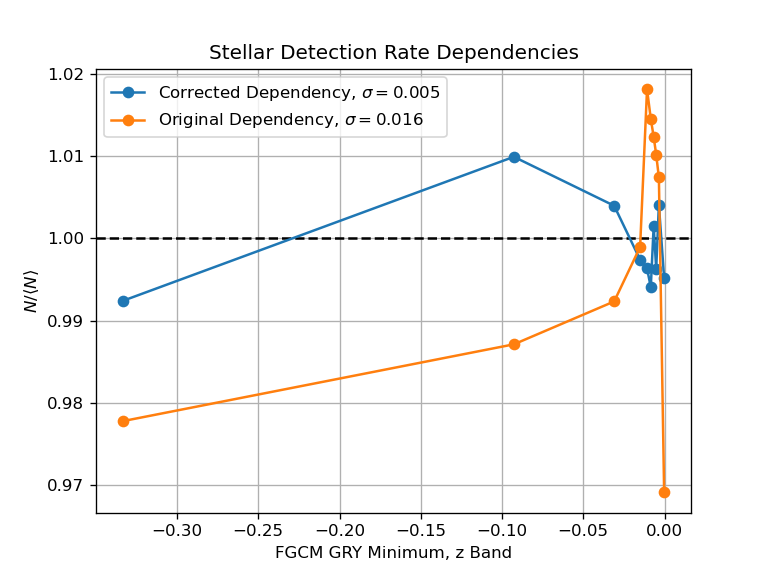 Stellar Detection Rate Dependencies
Corrected Dependency, σ = 0.005
Original Dependency, σ = 0.016
1.02
1.01
1.00
0.99
0.98
0.97
N/⟨N⟩
−0.30 −0.25 −0.20 −0.15 −0.10 −0.05 0.00
FGCM GRY Minimum, z Band